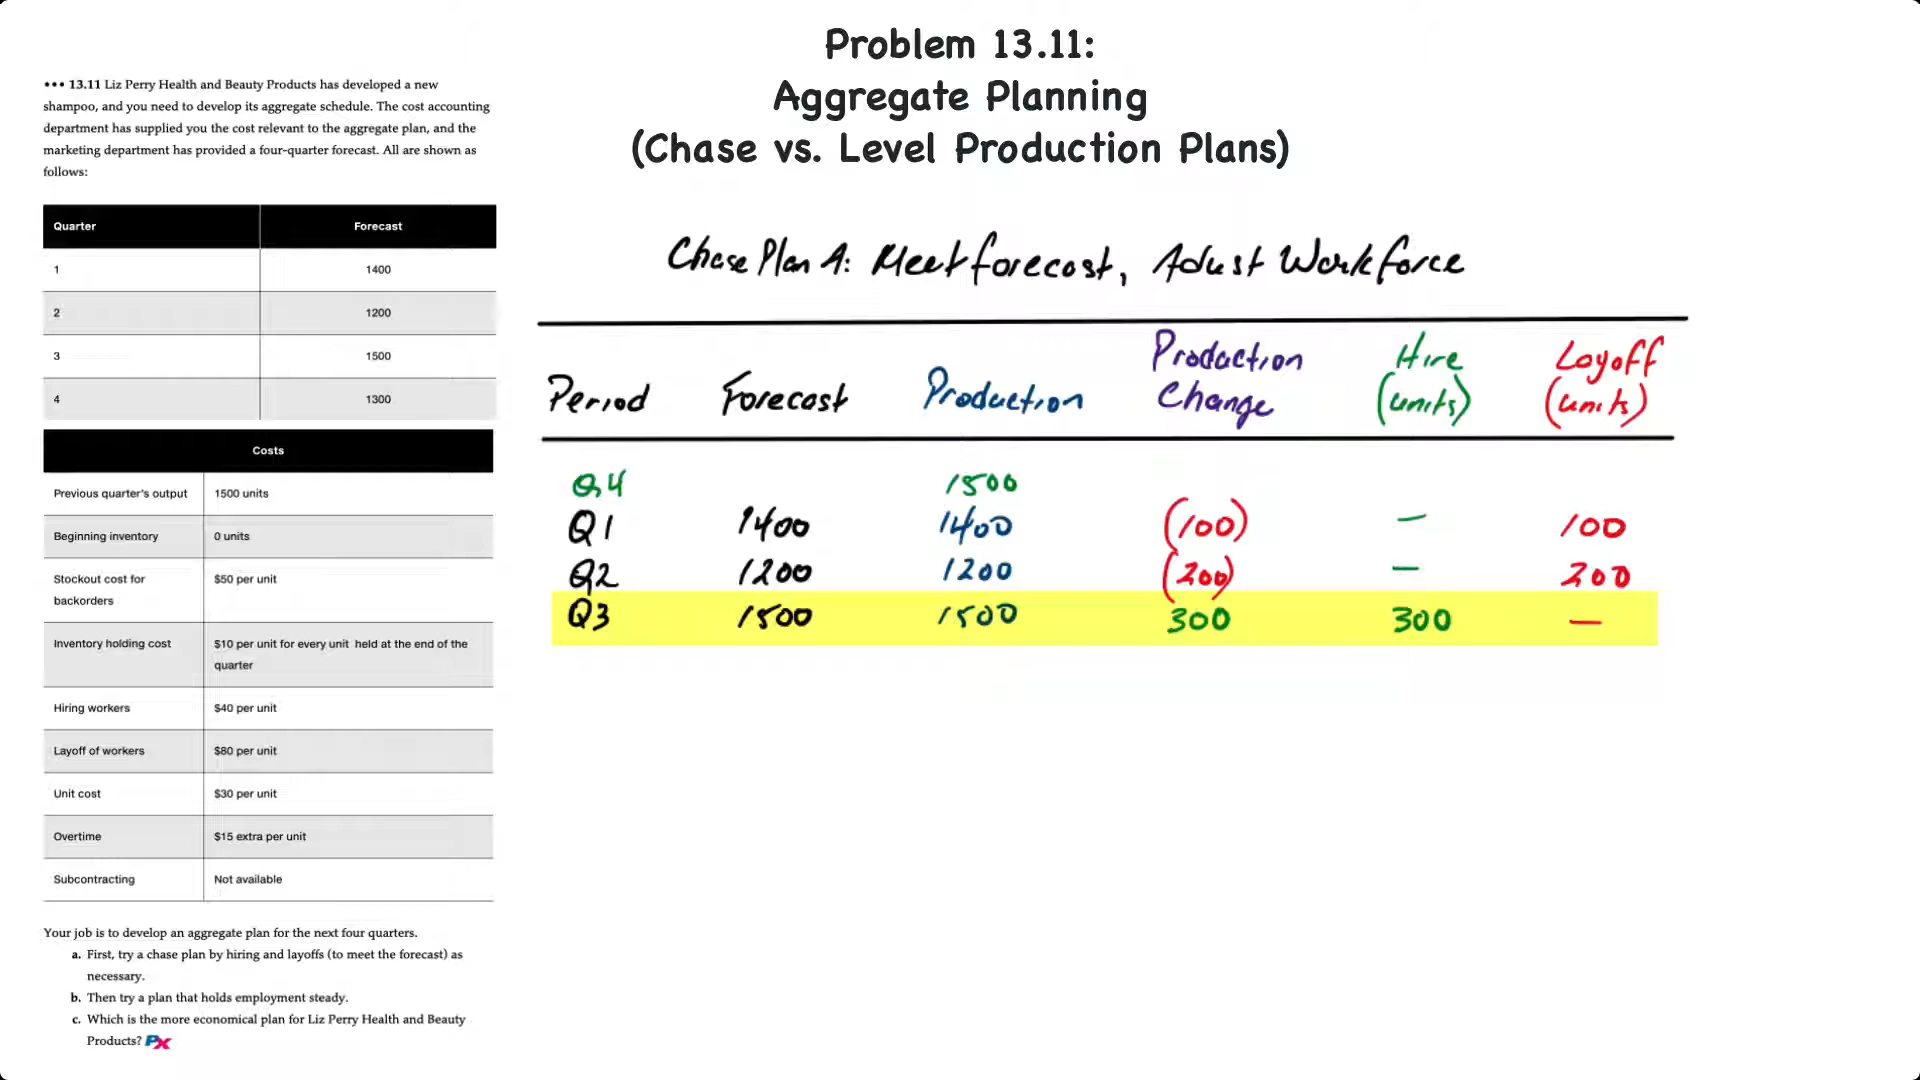 Problem 13.11:
Aggregate Planning
(Chase vs. Level Production Plans)
••• 13.11 Liz Perry Health and Beauty Products has developed a new
shampoo, and you need to develop its aggregate schedule. The cost accounting
department has supplied you the cost relevant to the aggregate plan, and the
marketing department has provided a four-quarter forecast. All are shown as
follows:
Quarter Forecast
1 1400
2 1200
3 1500
4 1300
Costs
Previous quarter's output 1500 units
Beginning inventory 0 units
Stockout cost for $50 per unit
backorders
Inventory holding cost $10 per unit for every unit held at the end of the
quarter
Hiring workers $40 per unit
Layoff of workers $80 per unit
Unit cost $30 per unit
Overtime $15 extra per unit
Subcontracting Not available
Your job is to develop an aggregate plan for the next four quarters.
a. First, try a chase plan by hiring and layoffs (to meet the forecast) as
necessary.
b. Then try a plan that holds employment steady.
c. Which is the more economical plan for Liz Perry Health and Beauty
Products? PX
Chase Plan A: Meet forecost, Adust Workforce
Production Hire Layoff
Period Forecast Production Change (units) (units)
Q4 1500
Q1 1400 1400 (100) – 100
Q2 1200 1200 (200) – 200
Q3 1500 1500 300 300 –